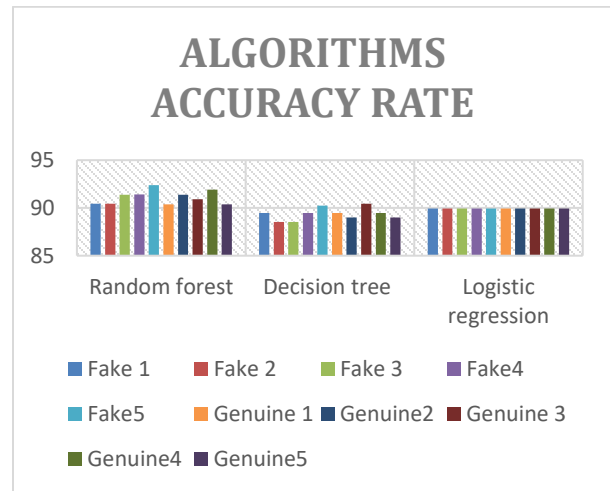 ALGORITHMS
ACCURACY RATE
95
90
85
Random forest Decision tree Logistic
regression
Fake 1 Fake 2 Fake 3 Fake4
Fake5 Genuine 1 Genuine2 Genuine 3
Genuine4 Genuine5